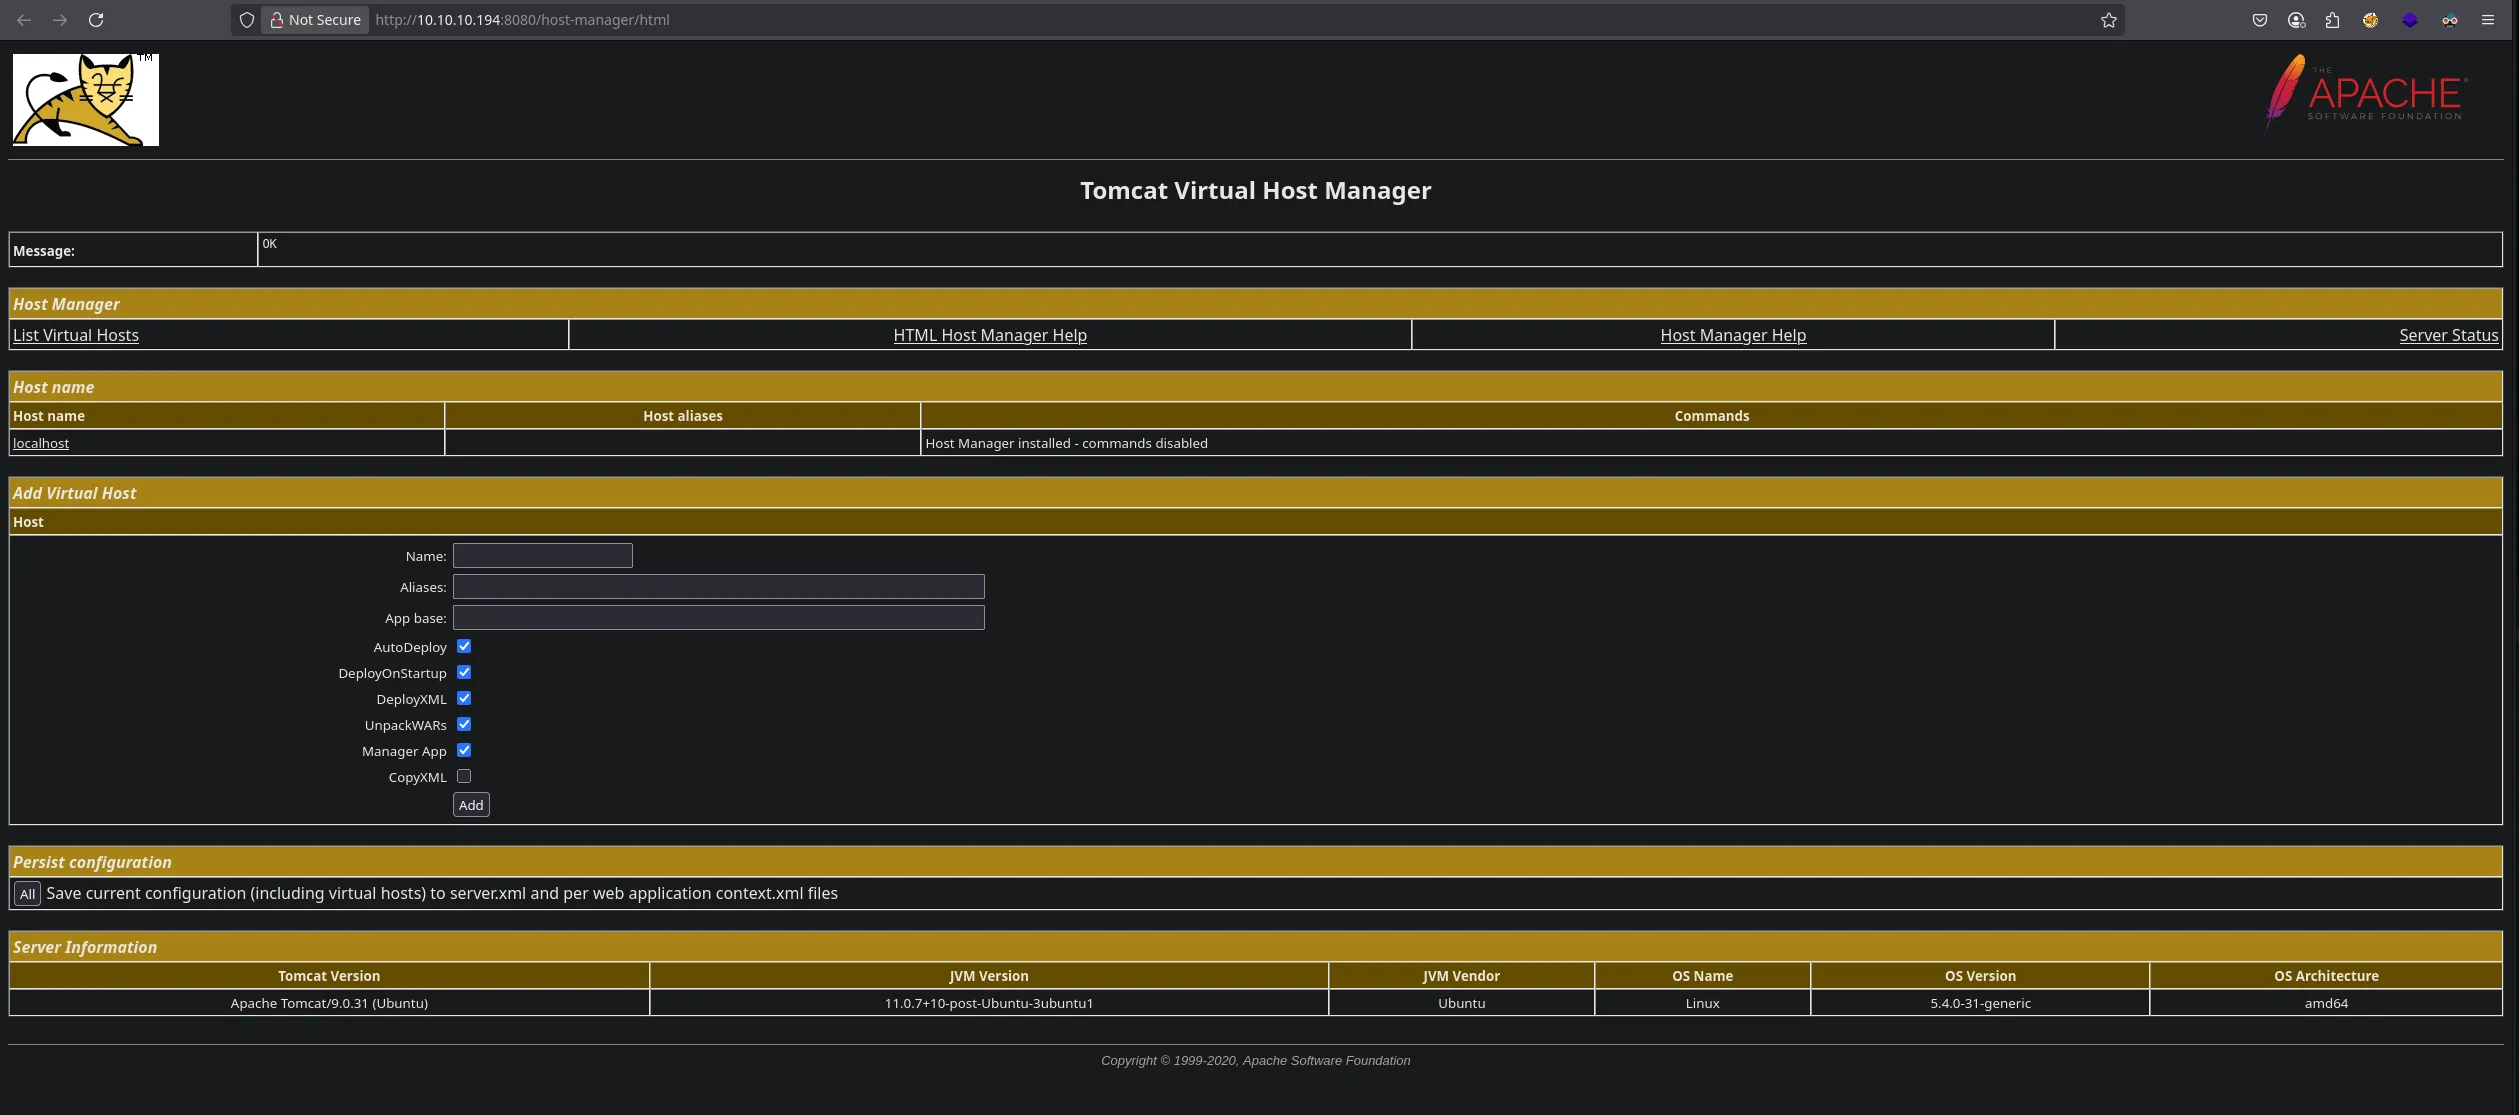 Not Secure http://10.10.10.194:8080/host-manager/html
TM
THE
APACHE®
SOFTWARE FOUNDATION
Tomcat Virtual Host Manager
Message: OK
Host Manager
List Virtual Hosts HTML Host Manager Help Host Manager Help Server Status
Host name
Host name Host aliases Commands
localhost Host Manager installed - commands disabled
Add Virtual Host
Host
Name:
Aliases:
App base:
AutoDeploy
DeployOnStartup
DeployXML
UnpackWARs
Manager App
CopyXML
Add
Persist configuration
All Save current configuration (including virtual hosts) to server.xml and per web application context.xml files
Server Information
Tomcat Version JVM Version JVM Vendor OS Name OS Version OS Architecture
Apache Tomcat/9.0.31 (Ubuntu) 11.0.7+10-post-Ubuntu-3ubuntu1 Ubuntu Linux 5.4.0-31-generic amd64
Copyright © 1999-2020, Apache Software Foundation